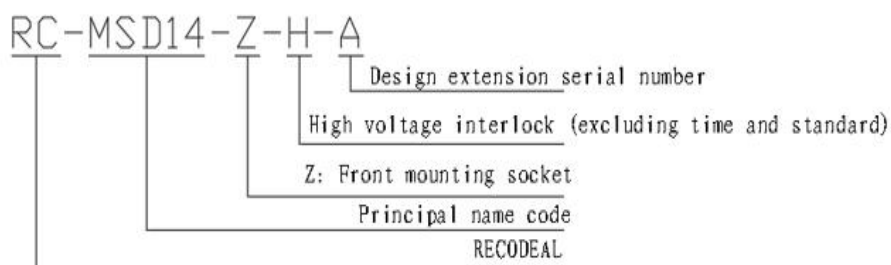 RC-MSD14-Z-H-A
Design extension serial number
High voltage interlock (excluding time and standard)
Z: Front mounting socket
Principal name code
RECODEAL